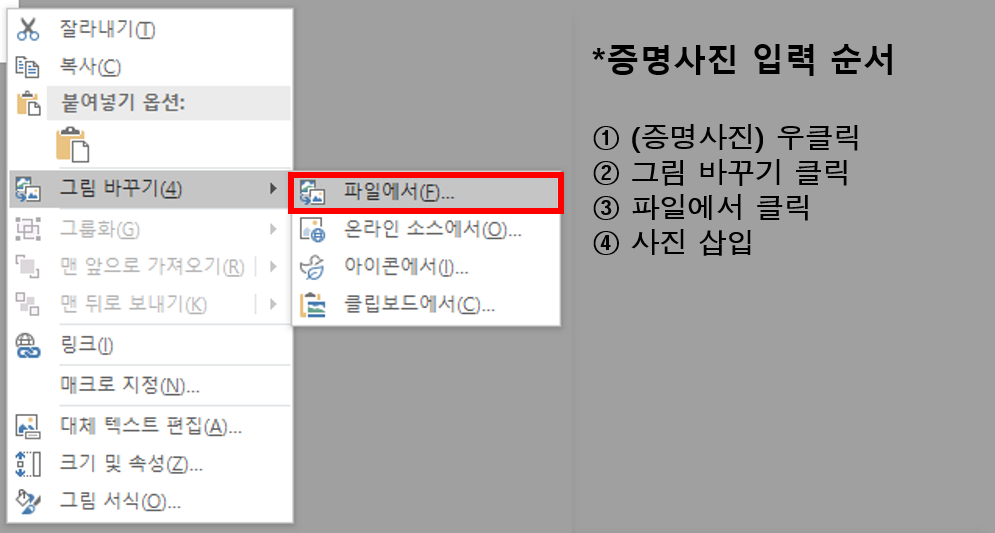 잘라내기(T)
복사(C)
붙여넣기 옵션:
그림 바꾸기(4)
그룹화(G)
맨 앞으로 가져오기(R)
맨 뒤로 보내기(K)
링크(I)
매크로 지정(N)...
대체 텍스트 편집(A)...
크기 및 속성(Z)...
그림 서식(O)...
파일에서(F)...
온라인 소스에서(O)...
아이콘에서(I)...
클립보드에서(C)...
*증명사진 입력 순서
① (증명사진) 우클릭
② 그림 바꾸기 클릭
③ 파일에서 클릭
④ 사진 삽입